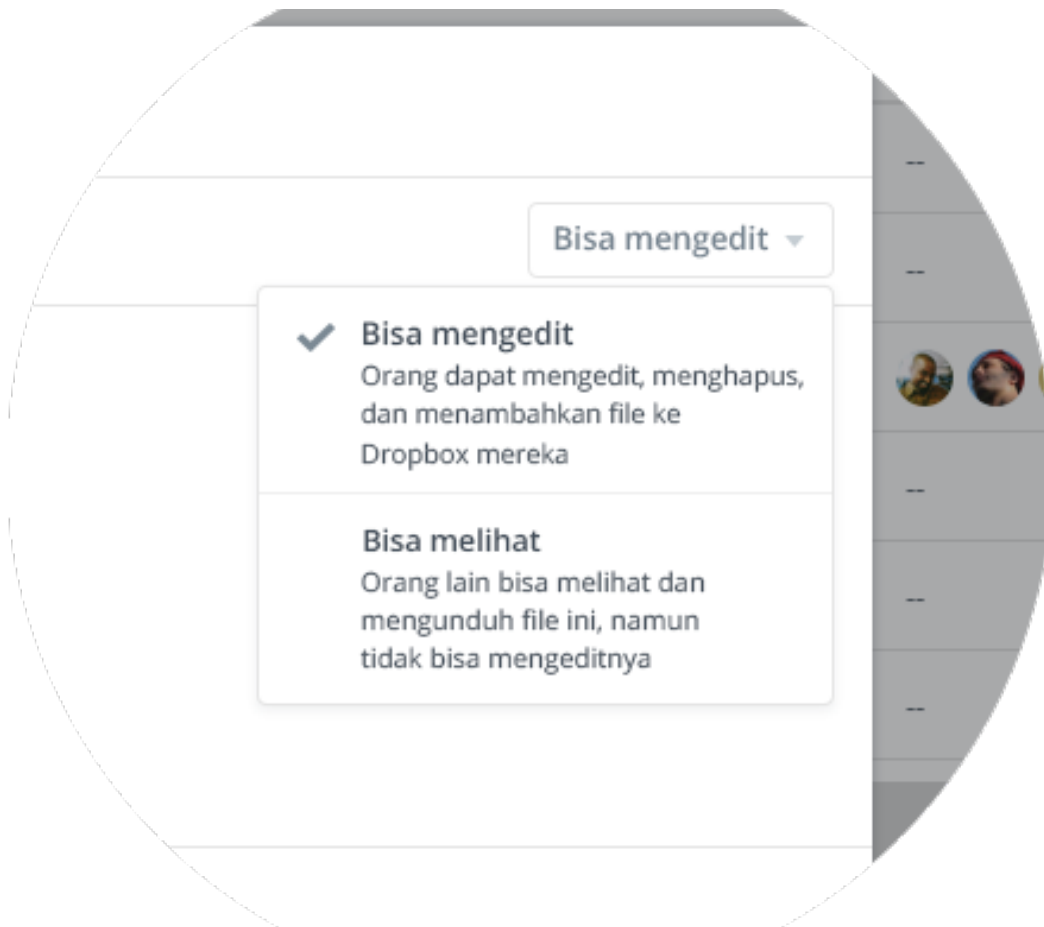 --
Bisa mengedit
--
Bisa mengedit
Orang dapat mengedit, menghapus,
dan menambahkan file ke
Dropbox mereka
--
Bisa melihat
Orang lain bisa melihat dan
mengunduh file ini, namun
tidak bisa mengeditnya
--
--